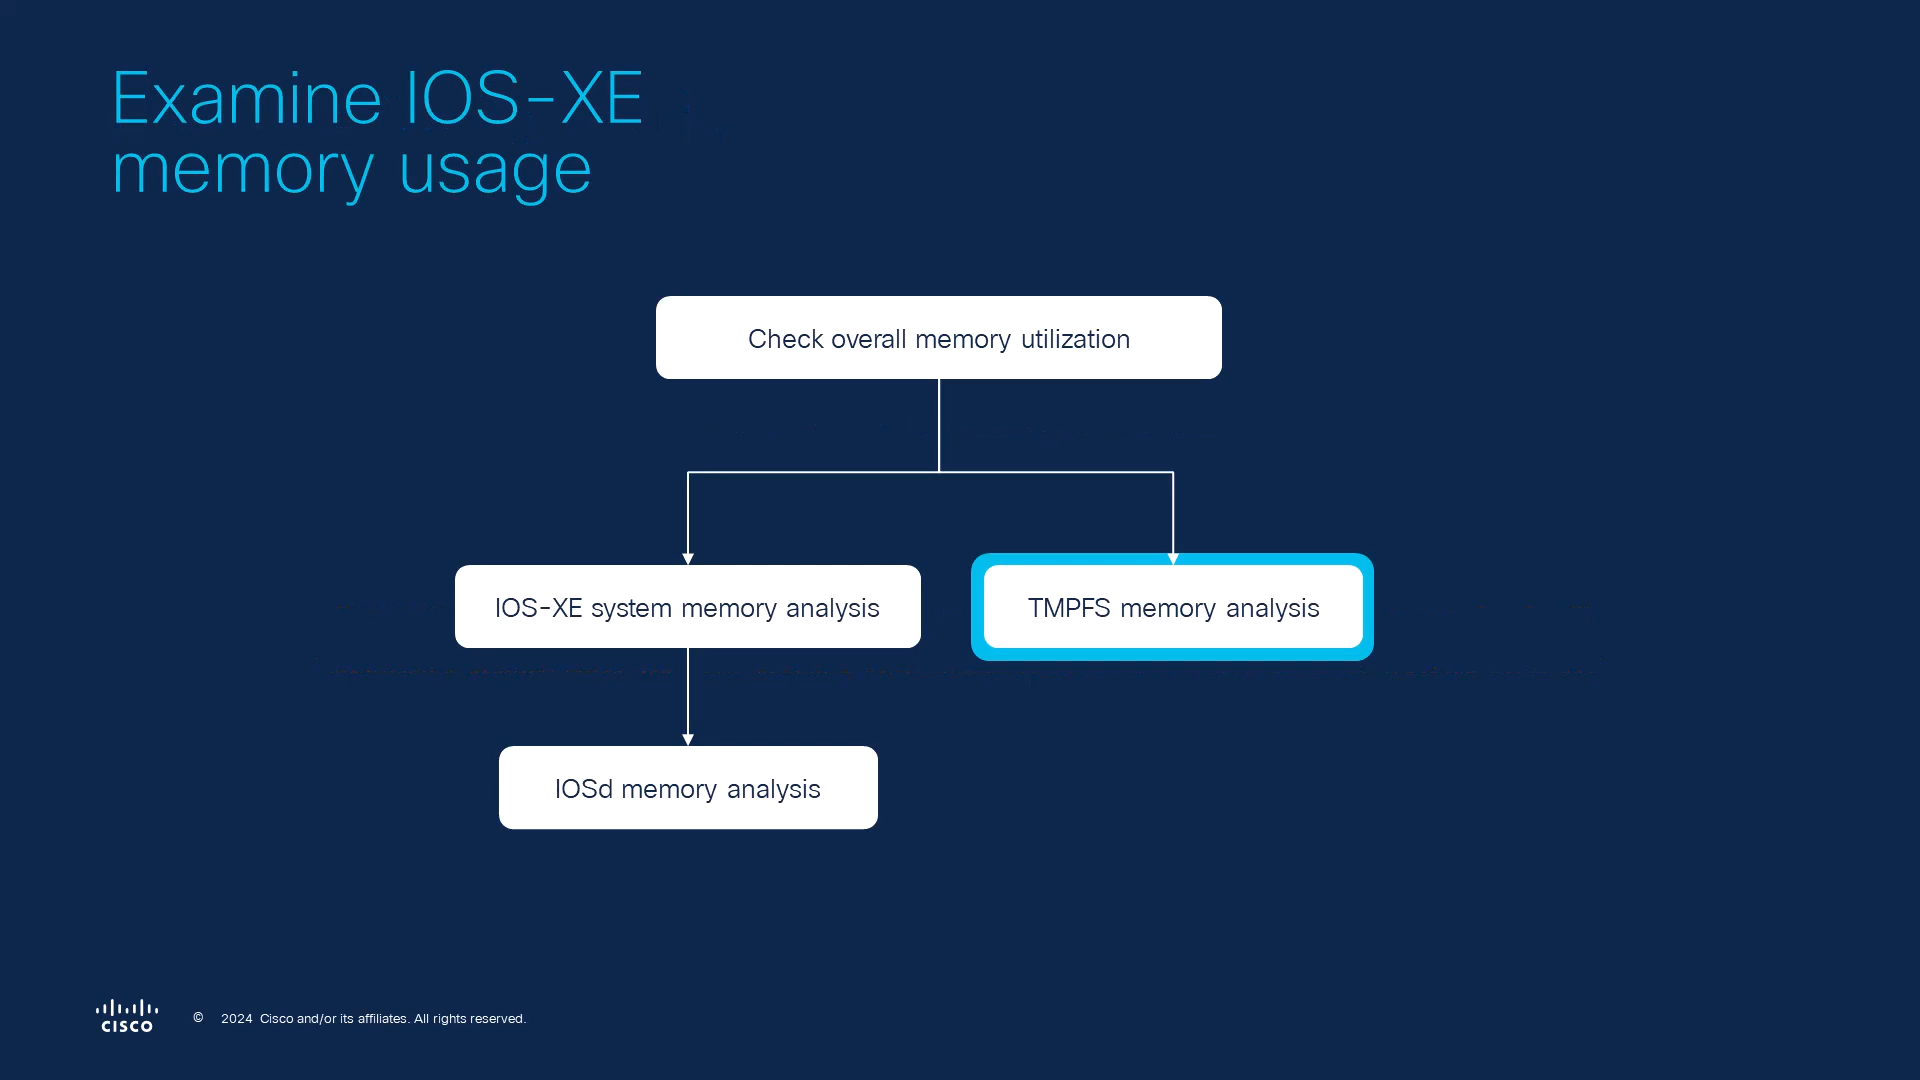 Examine IOS-XE
memory usage
Check overall memory utilization
IOS-XE system memory analysis
TMPFS memory analysis
IOSd memory analysis
CISCO
© 2024 Cisco and/or its affiliates. All rights reserved.